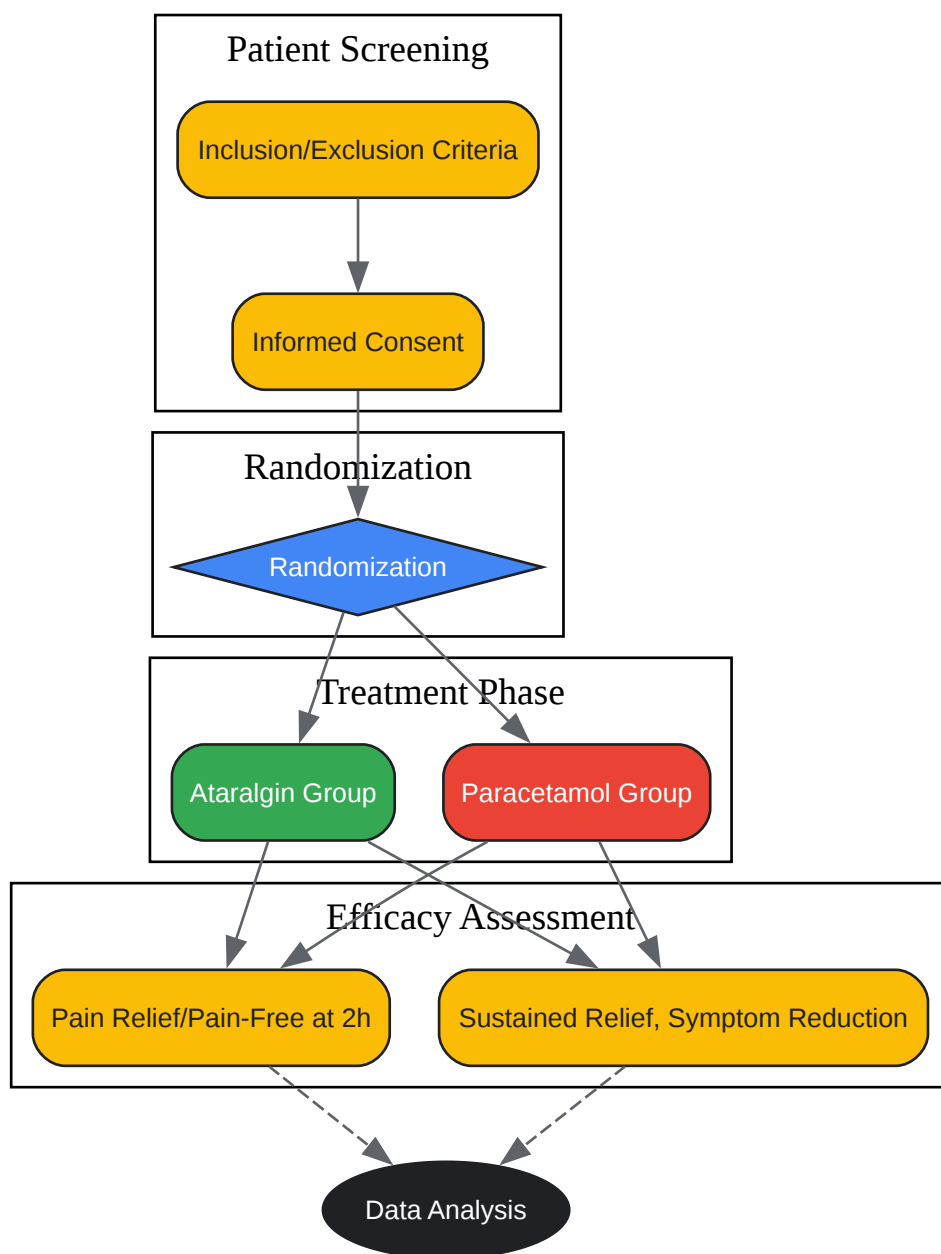 Patient Screening
Inclusion/Exclusion Criteria
Informed Consent
Randomization
Randomization
Treatment Phase
Ataralgin Group
Paracetamol Group
Efficacy Assessment
Pain Relief/Pain-Free at 2h
Sustained Relief, Symptom Reduction
Data Analysis